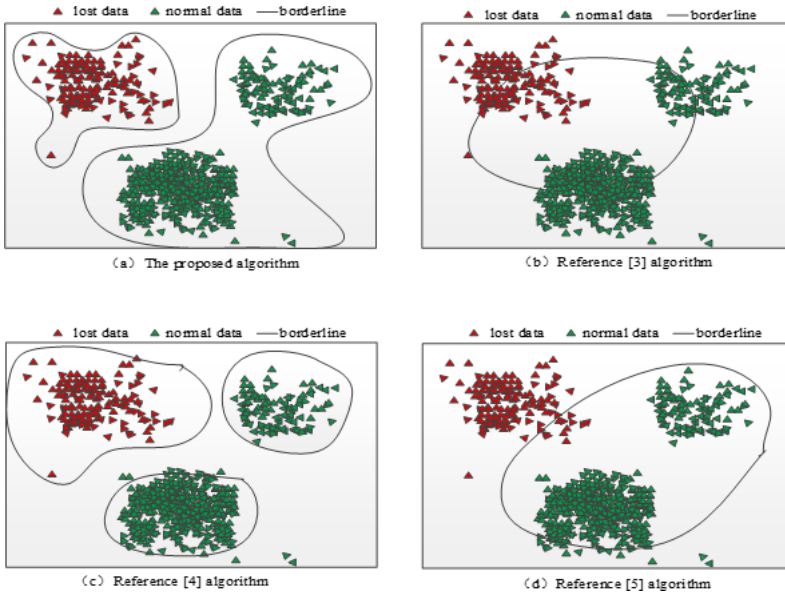 lost data normal data borderline
lost data normal data borderline
(a) The proposed algorithm
(b) Reference [3] algorithm
lost data normal data borderline
lost data normal data borderline
(c) Reference [4] algorithm
(d) Reference [5] algorithm